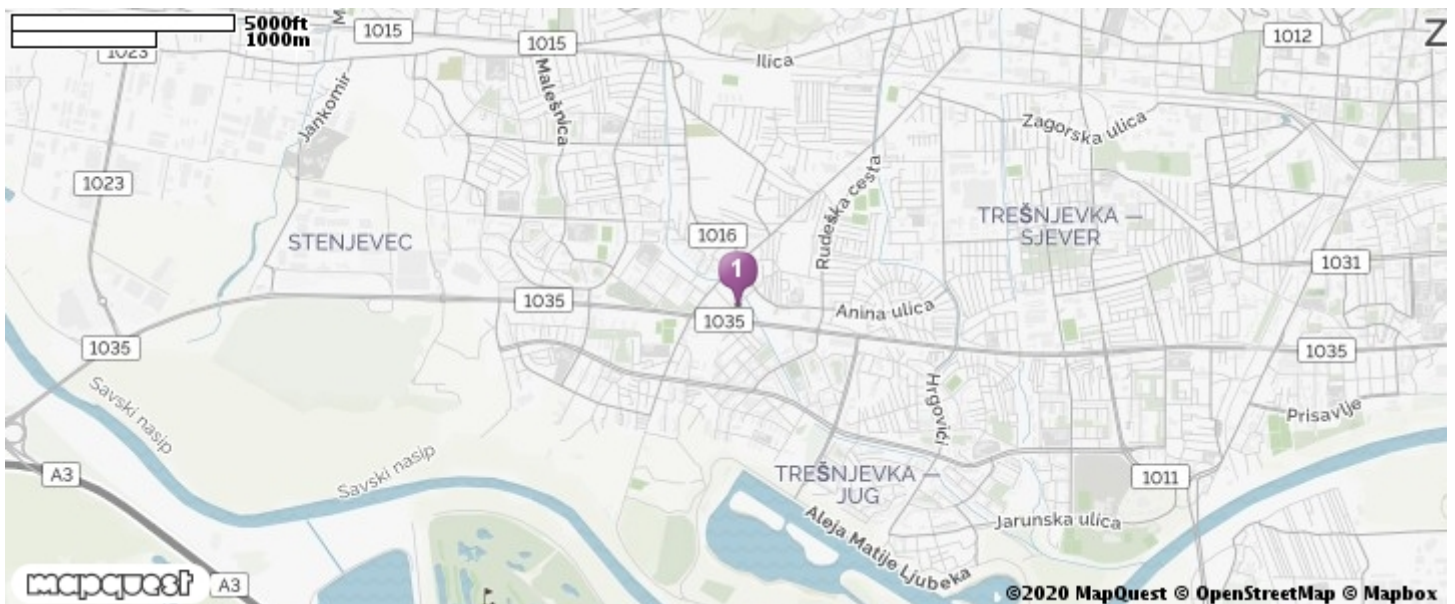 5000ft
1000m
1023
1015
1015
1012
Z
Ilica
Jankomir
Malešnica
Zagorska ulica
1023
Rudeška cesta
TREŠNJEVKA —
SJEVER
STENJEVEC
1016
1
1031
1035
Anina ulica
1035
1035
1035
Savski nasip
Hrgovići
Prisavlje
A3
Savski nasip
TREŠNJEVKA —
JUG
1011
Aleja Matije Ljubeka
Jarunska ulica
mapquest
A3
©2020 MapQuest © OpenStreetMap © Mapbox